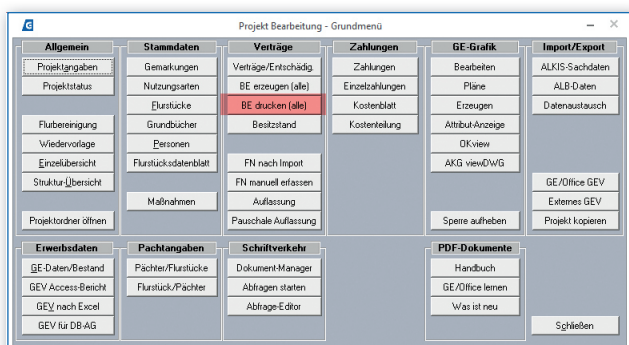 Projekt Bearbeitung - Grundmenü
Allgemein
Projektangaben
Projektstatus
Flurbereinigung
Wiedervorlage
Einzelübersicht
Struktur-Übersicht
Projektordner öffnen
Stammdaten
Gemarkungen
Nutzungsarten
Flurstücke
Grundbücher
Personen
Flurstücksdatenblatt
Maßnahmen
Verträge
Verträge/Entschädig.
BE erzeugen (alle)
BE drucken (alle)
Besitzstand
FN nach Import
FN manuell erfassen
Auflassung
Pauschale Auflassung
Zahlungen
Zahlungen
Einzelzahlungen
Kostenblatt
Kostenteilung
GE-Grafik
Bearbeiten
Pläne
Erzeugen
Attribut-Anzeige
OKview
AKG viewDWG
Sperre aufheben
Import/Export
ALKIS-Sachdaten
ALB-Daten
Datenaustausch
GE/Office GEV
Externes GEV
Projekt kopieren
Erwerbsdaten
GE-Daten/Bestand
GEV Access-Bericht
GEV nach Excel
GEV für DB-AG
Pachtangaben
Pächter/Flurstücke
Flurstück/Pächter
Schriftverkehr
Dokument-Manager
Abfragen starten
Abfrage-Editor
PDF-Dokumente
Handbuch
GE/Office lernen
Was ist neu
Schließen